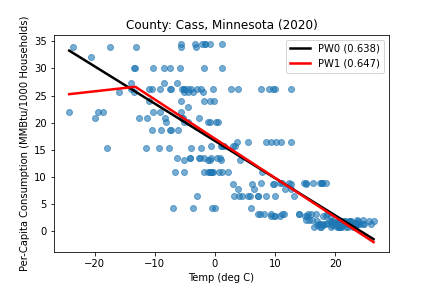 County: Cass, Minnesota (2020)
Per-Capita Consumption (MMBtu/1000 Households)
35
30
25
20
15
10
5
0
PW0 (0.638)
PW1 (0.647)
−20
−10
0
10
20
Temp (deg C)